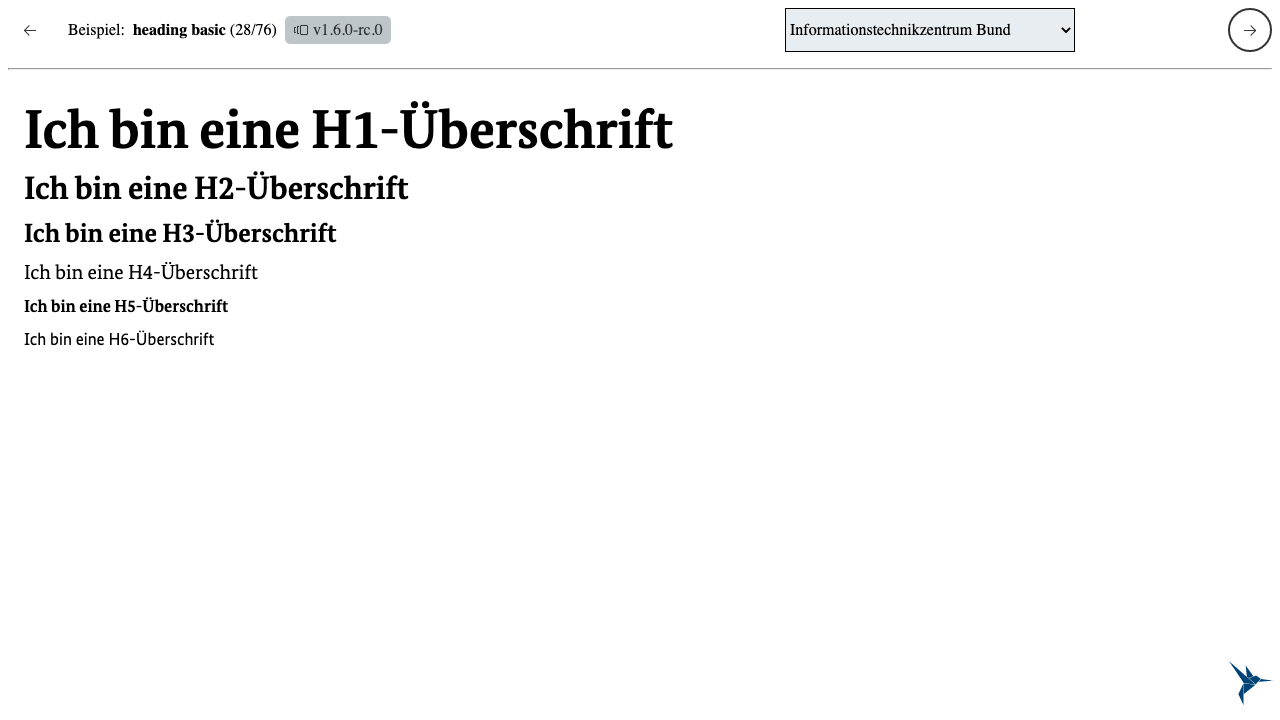 Beispiel: heading basic (28/76) v1.6.0-rc.0 Informationstechnikzentrum Bund
Ich bin eine H1-Überschrift
Ich bin eine H2-Überschrift
Ich bin eine H3-Überschrift
Ich bin eine H4-Überschrift
Ich bin eine H5-Überschrift
Ich bin eine H6-Überschrift